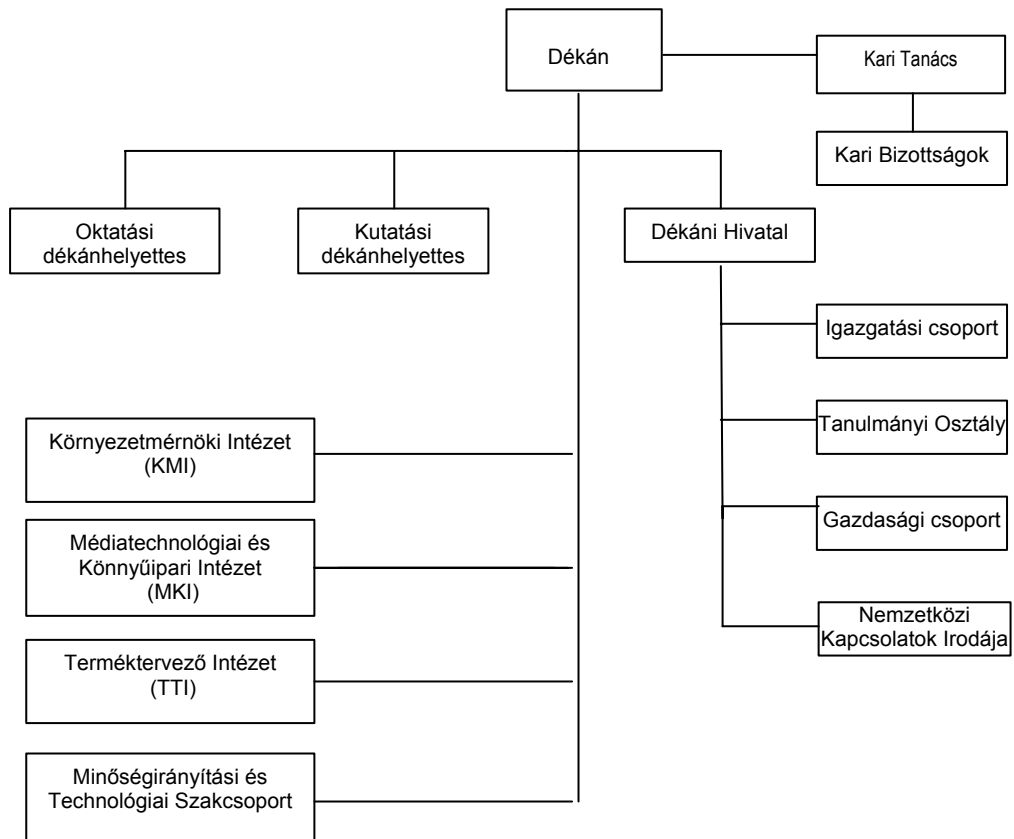 Dékán
Kari Tanács
Kari Bizottságok
Oktatási
dékánhelyettes
Kutatási
dékánhelyettes
Dékáni Hivatal
Igazgatási csoport
Tanulmányi Osztály
Gazdasági csoport
Nemzetközi
Kapcsolatok Irodája
Környezetmérnöki Intézet
(KMI)
Médiatechnológiai és
Könnyűipari Intézet
(MKI)
Terméktervező Intézet
(TTI)
Minőségirányítási és
Technológiai Szakcsoport